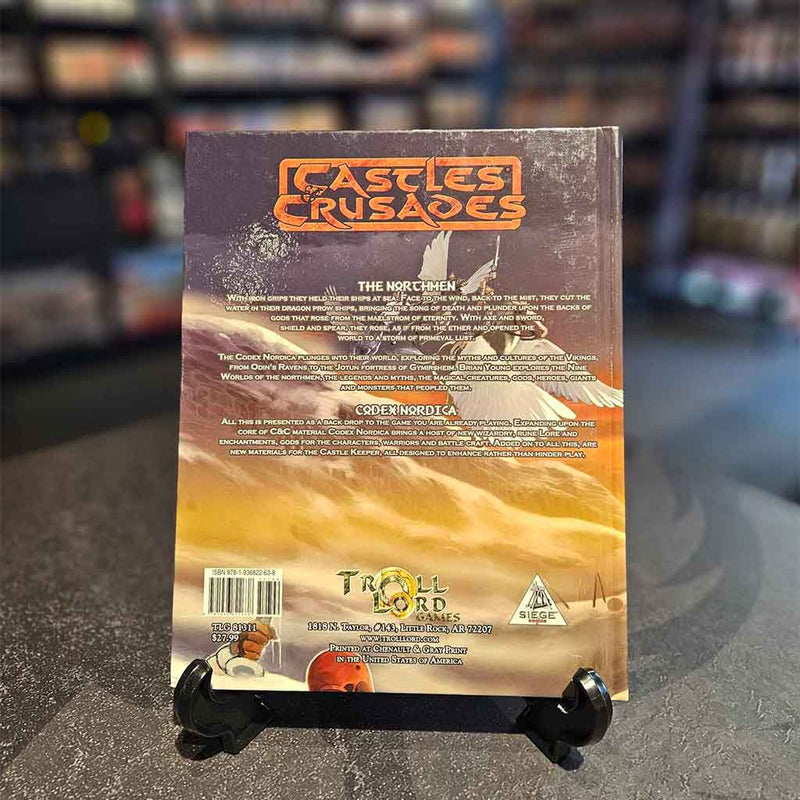 CASTLES
&
CRUSADES
THE NORTHMEN
WITH IRON GRIPS THEY HELD THEIR SHIPS AT SEA. FACE TO THE WIND, BACK TO THE MIST, THEY CUT THE
WATER IN THEIR DRAGON PROW SHIPS, BRINGING THE SONG OF DEATH AND PLUNDER UPON THE BACKS OF
GODS THAT ROSE FROM THE MAELSTROM OF ETERNITY. WITH AXE AND SWORD,
SHIELD AND SPEAR, THEY ROSE, AS IF FROM THE ETHER AND OPENED THE
WORLD TO A STORM OF PRIMEVAL LUST.
THE CODEX NORDICA PLUNGES INTO THEIR WORLD, EXPLORING THE MYTHS AND CULTURES OF THE VIKINGS,
FROM ODIN'S RAVENS TO THE JOTUN FORTRESS OF GYMIRSHEIM. BRIAN YOUNG EXPLORES THE NINE
WORLDS OF THE NORTHMEN, THE LEGENDS AND MYTHS, THE MAGICAL CREATURES, GODS, HEROES, GIANTS
AND MONSTERS THAT PEOPLED THEM.
CODEX NORDICA
ALL THIS IS PRESENTED AS A BACK DROP TO THE GAME YOU ARE ALREADY PLAYING. EXPANDING UPON THE
CORE OF C&C MATERIAL CODEX NORDICA BRINGS A HOST OF NEW WIZARDRY, RUNE LORE AND
ENCHANTMENTS, GODS FOR THE CHARACTERS, WARRIORS AND BATTLE CRAFT. ADDED ON TO ALL THIS, ARE
NEW MATERIALS FOR THE CASTLE KEEPER, ALL DESIGNED TO ENHANCE RATHER THAN HINDER PLAY.
ISBN 978-1-936822-63-8
TLG 81311
$27.99
TROLL
LORD
GAMES
1818 N. TAYLOR, #143, LITTLE ROCK, AR 72207
WWW.TROLLLORD.COM
PRINTED AT CHENAULT & GRAY PRINT
IN THE UNITED STATES OF AMERICA
SIEGE
ENGINE